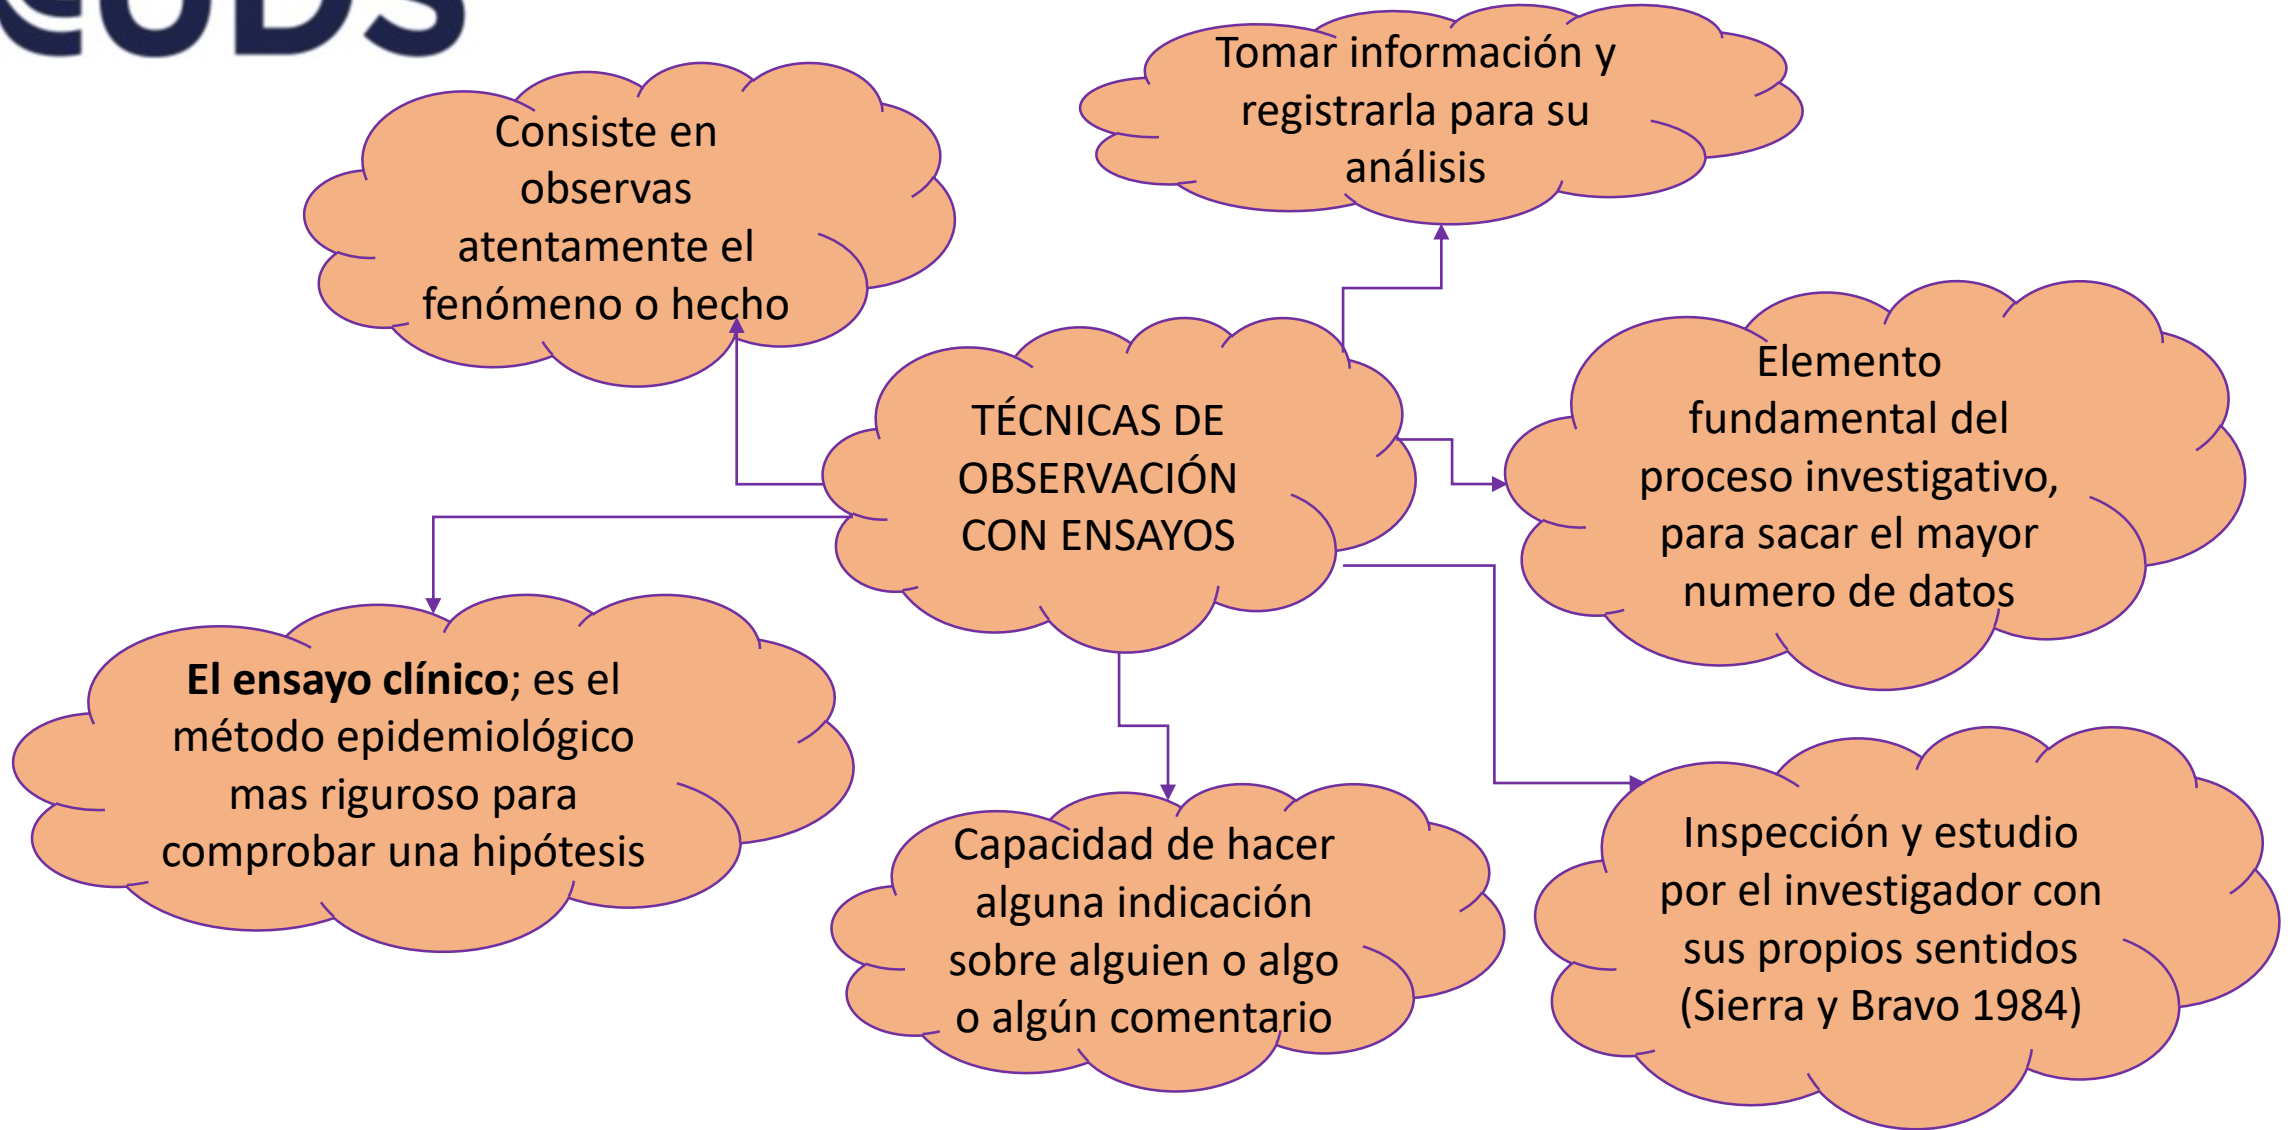 Consiste en
observas
atentamente el
fenómeno o hecho
Tomar información y
registrarla para su
análisis
TÉCNICAS DE
OBSERVACIÓN
CON ENSAYOS
Elemento
fundamental del
proceso investigativo,
para sacar el mayor
numero de datos
El ensayo clínico; es el
método epidemiológico
mas riguroso para
comprobar una hipótesis
Capacidad de hacer
alguna indicación
sobre alguien o algo
o algún comentario
Inspección y estudio
por el investigador con
sus propios sentidos
(Sierra y Bravo 1984)